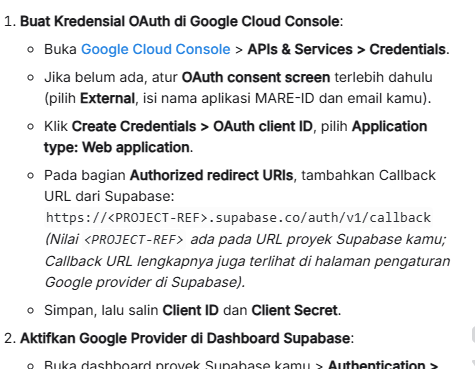 1. Buat Kredensial OAuth di Google Cloud Console:
Buka Google Cloud Console > APIs & Services > Credentials.
Jika belum ada, atur OAuth consent screen terlebih dahulu
(pilih External, isi nama aplikasi MARE-ID dan email kamu).
Klik Create Credentials > OAuth client ID, pilih Application
type: Web application.
Pada bagian Authorized redirect URIs, tambahkan Callback
URL dari Supabase:
https://<PROJECT-REF>.supabase.co/auth/v1/callback
(Nilai <PROJECT-REF> ada pada URL proyek Supabase kamu;
Callback URL lengkapnya juga terlihat di halaman pengaturan
Google provider di Supabase).
Simpan, lalu salin Client ID dan Client Secret.
2. Aktifkan Google Provider di Dashboard Supabase:
Buka dashboard proyek Supabase kamu > Authentication >